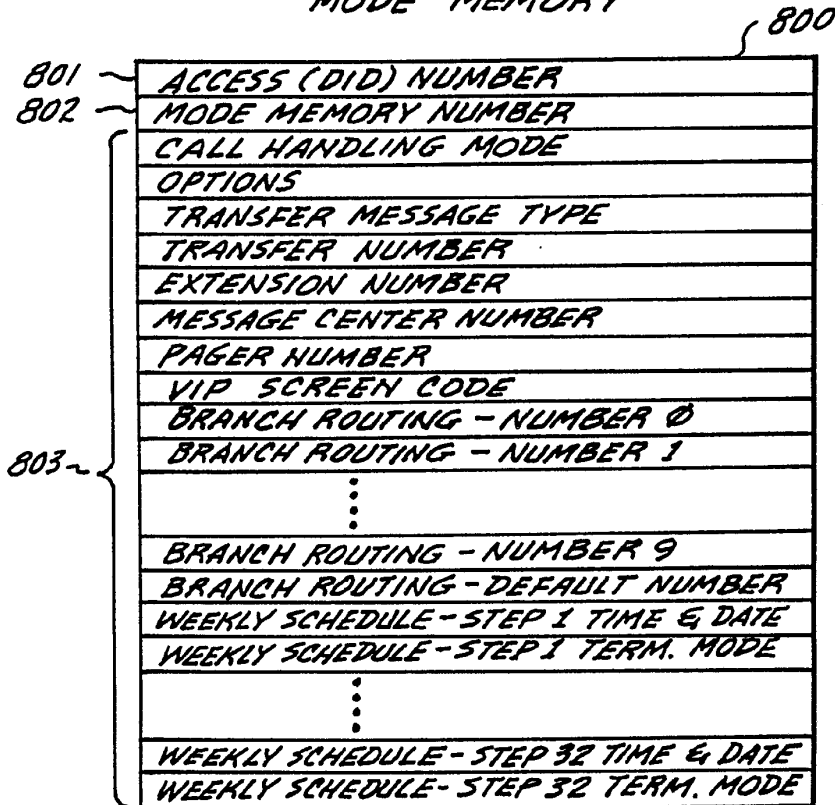 MODE MEMORY
800
801 ACCESS (DID) NUMBER
802 MODE MEMORY NUMBER
CALL HANDLING MODE
OPTIONS
TRANSFER MESSAGE TYPE
TRANSFER NUMBER
EXTENSION NUMBER
MESSAGE CENTER NUMBER
PAGER NUMBER
VIP SCREEN CODE
BRANCH ROUTING - NUMBER Ø
BRANCH ROUTING - NUMBER 1
803
BRANCH ROUTING - NUMBER 9
BRANCH ROUTING - DEFAULT NUMBER
WEEKLY SCHEDULE - STEP 1 TIME & DATE
WEEKLY SCHEDULE - STEP 1 TERM. MODE
WEEKLY SCHEDULE - STEP 32 TIME & DATE
WEEKLY SCHEDULE - STEP 32 TERM. MODE